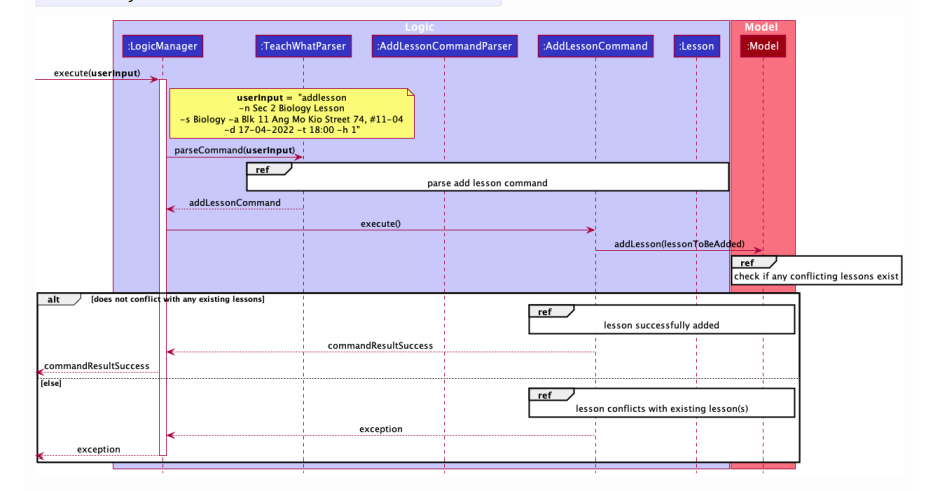 Logic
Model
:LogicManager
:TeachWhatParser
:AddLessonCommandParser
:AddLessonCommand
:Lesson
:Model
execute(userInput)
userInput = "addlesson
-n Sec 2 Biology Lesson
-s Biology -a Blk 11 Ang Mo Kio Street 74, #11-04
-d 17-04-2022 -t 18:00 -h 1"
parseCommand(userInput)
ref
parse add lesson command
addLessonCommand
execute()
addLesson(lessonToBeAdded)
ref
check if any conflicting lessons exist
alt
[does not conflict with any existing lessons]
ref
lesson successfully added
commandResultSuccess
commandResultSuccess
[else]
ref
lesson conflicts with existing lesson(s)
exception
exception